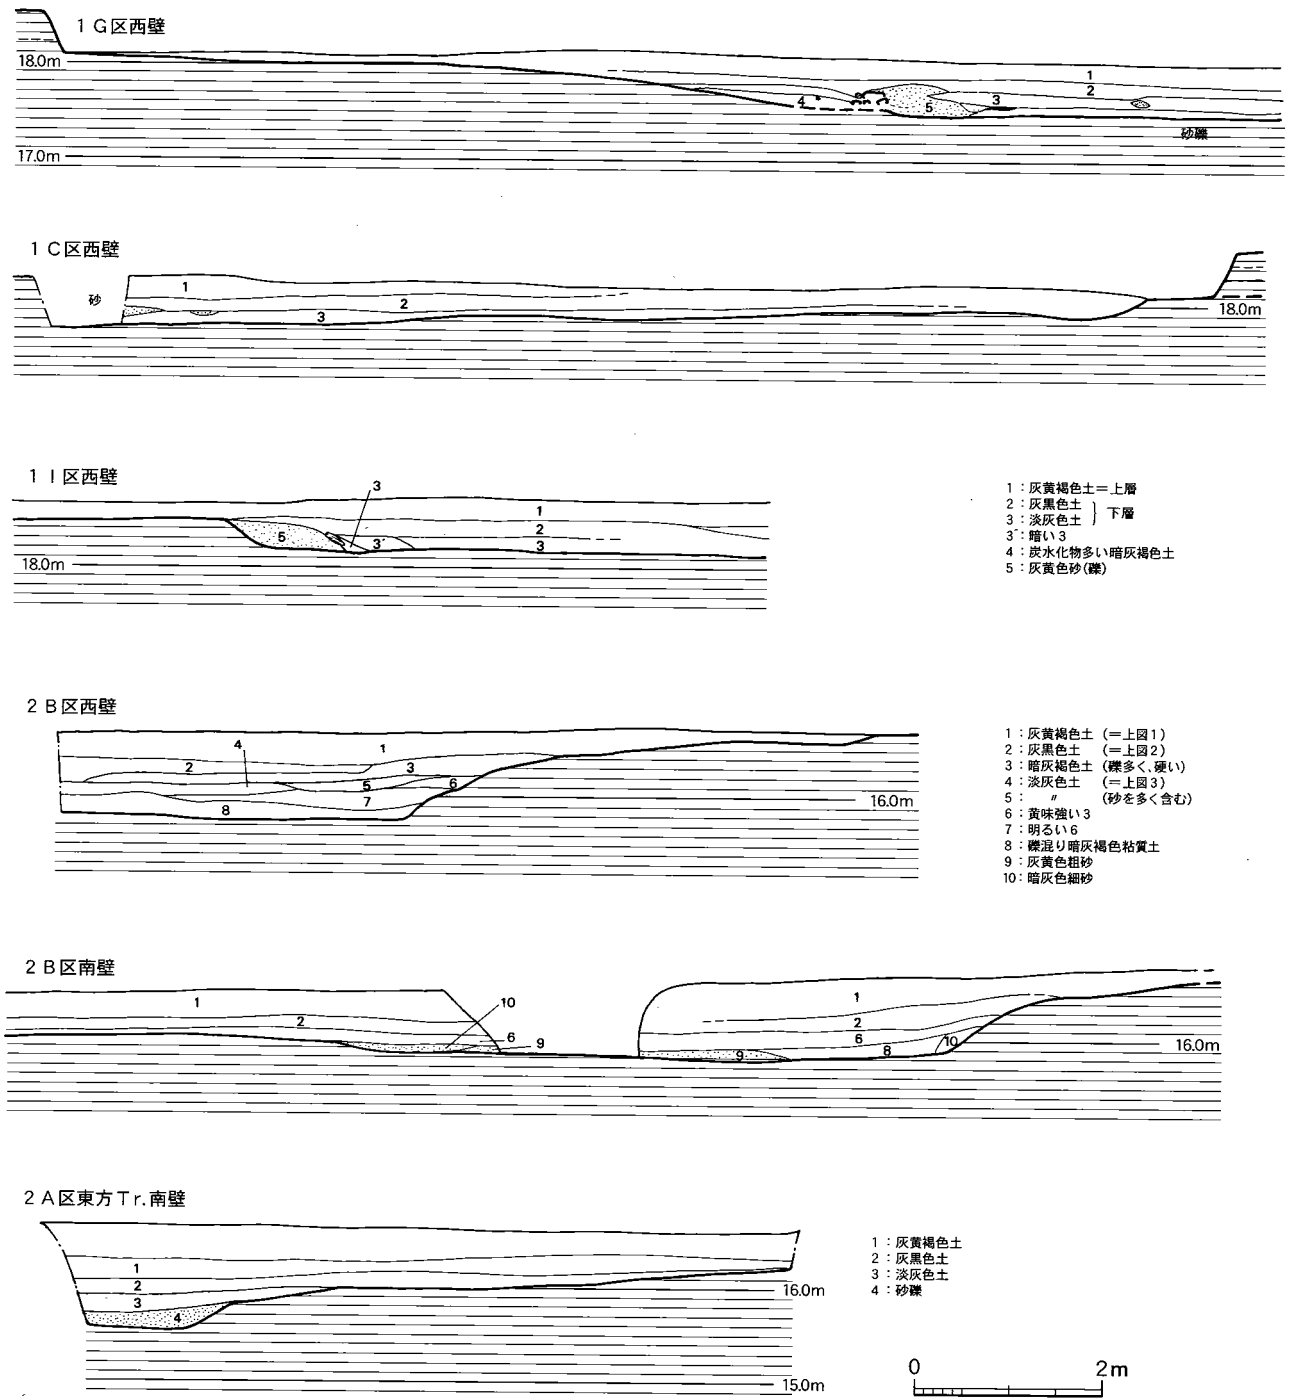 1 G区西壁
18.0m
1
2
3
4
5
砂礫
17.0m
1 C区西壁
砂
1
2
3
18.0m
1 I区西壁
3
1
2
5
3´
3
18.0m
1：灰黄褐色土＝上層
2：灰黒色土
3：淡灰色土
下層
3´：暗い3
4：炭水化物多い暗灰褐色土
5：灰黄色砂(礫)
2 B区西壁
4
1
2
3
5
6
7
8
16.0m
1：灰黄褐色土 (＝上図1)
2：灰黒色土 (＝上図2)
3：暗灰褐色土 (礫多く、硬い)
4：淡灰色土 (＝上図3)
5： 〃 (砂を多く含む)
6：黄味強い3
7：明るい6
8：礫混り暗灰褐色粘質土
9：灰黄色粗砂
10：暗灰色細砂
2 B区南壁
1
2
10
6
9
1
2
6
9
8
10
16.0m
2 A区東方Tr.南壁
1
2
3
4
16.0m
15.0m
1：灰黄褐色土
2：灰黒色土
3：淡灰色土
4：砂礫
0
2m